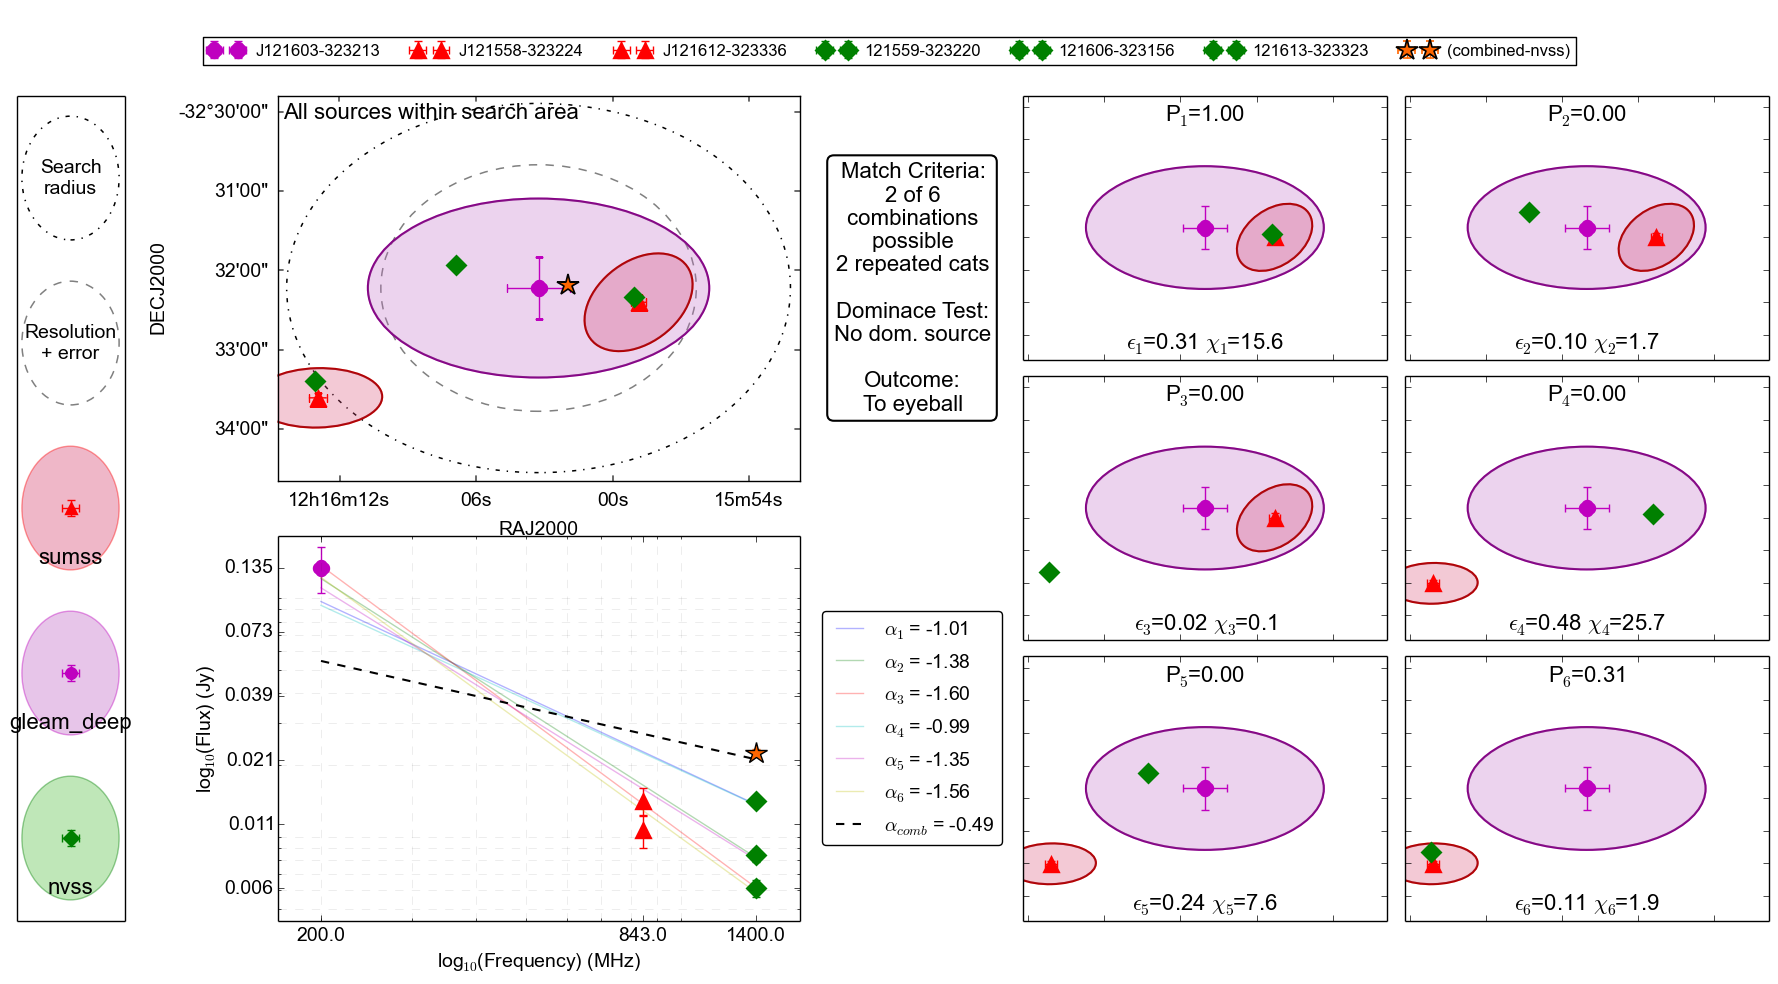 J121603-323213 J121558-323224 J121612-323336 121559-323220 121606-323156 121613-323323 (combined-nvss)
Search
radius
Resolution
+ error
sumss
gleam_deep
nvss
All sources within search area
-32°30'00"
31'00"
32'00"
33'00"
34'00"
DECJ2000
12h16m12s 06s 00s 15m54s
RAJ2000
Match Criteria:
2 of 6
combinations
possible
2 repeated cats
Dominace Test:
No dom. source
Outcome:
To eyeball
0.135
0.073
0.039
0.021
0.011
0.006
log10(Flux) (Jy)
200.0 843.0 1400.0
log10(Frequency) (MHz)
α1 = -1.01
α2 = -1.38
α3 = -1.60
α4 = -0.99
α5 = -1.35
α6 = -1.56
αcomb = -0.49
P1=1.00
ϵ1=0.31 χ1=15.6
P2=0.00
ϵ2=0.10 χ2=1.7
P3=0.00
ϵ3=0.02 χ3=0.1
P4=0.00
ϵ4=0.48 χ4=25.7
P5=0.00
ϵ5=0.24 χ5=7.6
P6=0.31
ϵ6=0.11 χ6=1.9